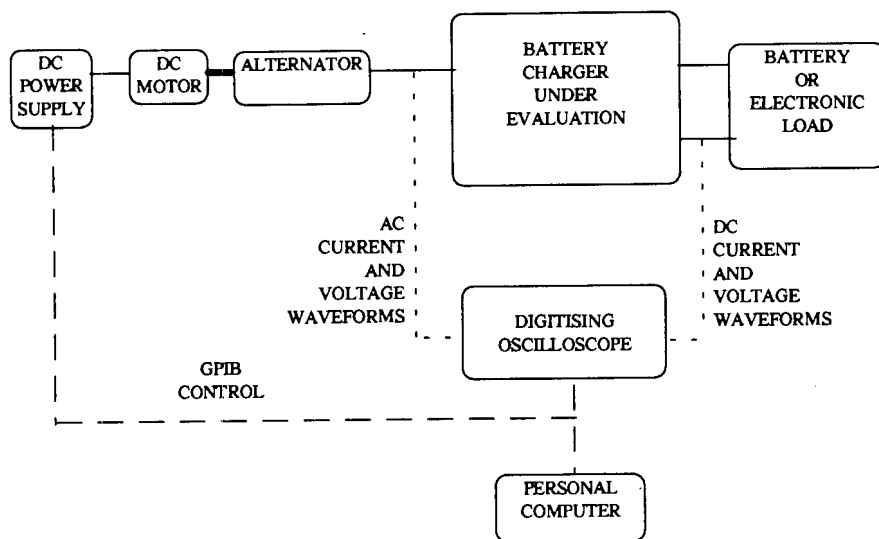 DC
POWER
SUPPLY
DC
MOTOR
ALTERNATOR
BATTERY
CHARGER
UNDER
EVALUATION
BATTERY
OR
ELECTRONIC
LOAD
AC
CURRENT
AND
VOLTAGE
WAVEFORMS
DC
CURRENT
AND
VOLTAGE
WAVEFORMS
DIGITISING
OSCILLOSCOPE
GPIB
CONTROL
PERSONAL
COMPUTER